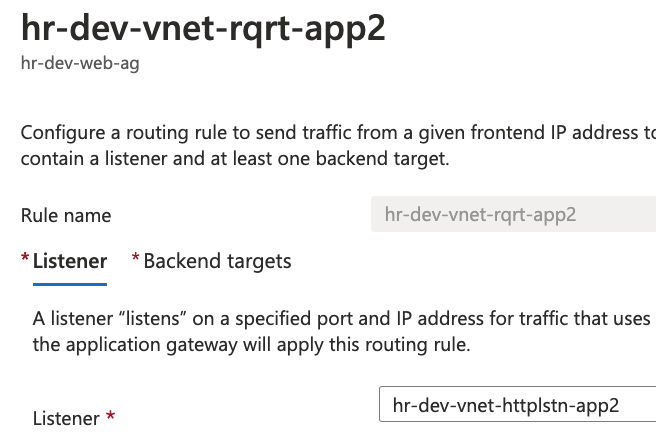 hr-dev-vnet-rqrt-app2
hr-dev-web-ag
Configure a routing rule to send traffic from a given frontend IP address to
contain a listener and at least one backend target.
Rule name
hr-dev-vnet-rqrt-app2
* Listener * Backend targets
A listener “listens” on a specified port and IP address for traffic that uses
the application gateway will apply this routing rule.
Listener *
hr-dev-vnet-httplstn-app2